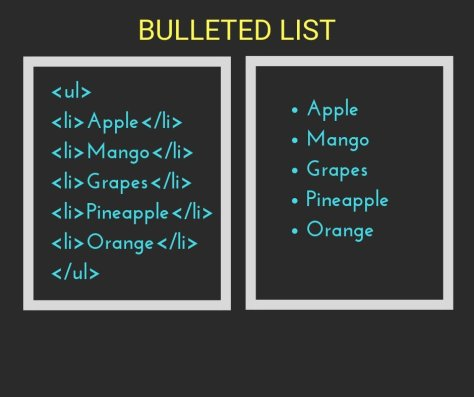 BULLETED LIST
<ul>
<li>Apple</li>
<li>Mango</li>
<li>Grapes</li>
<li>Pineapple</li>
<li>Orange</li>
</ul>
• Apple
• Mango
• Grapes
• Pineapple
• Orange